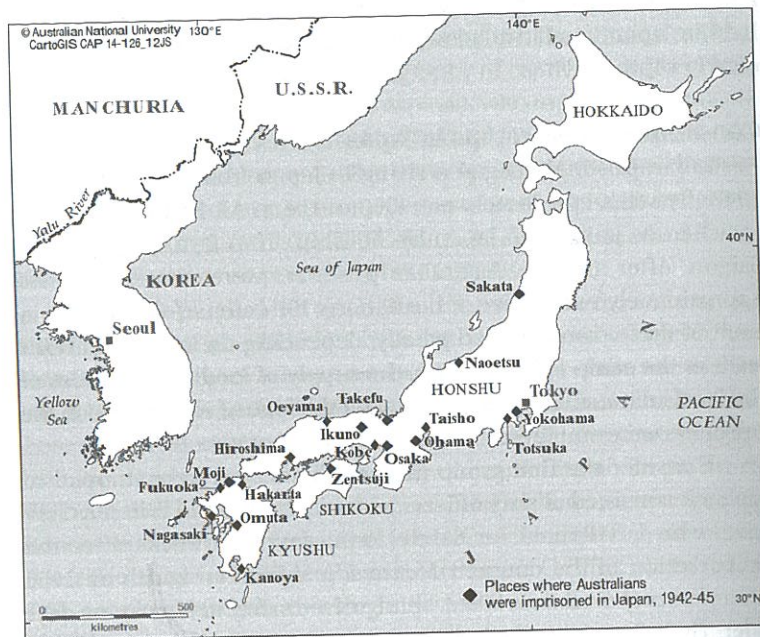 © Australian National University
CartoGIS CAP 14-126_12JS
130°E
140°E
U.S.S.R.
MANCHURIA
HOKKAIDO
Yalu River
40°N
Sea of Japan
KOREA
Sakata
Seoul
Naoetsu
HONSHU
Takefu
Tokyo
Oeyama
Yellow
Sea
Taisho
PACIFIC
OCEAN
Ikuno
Yokohama
Kobe
Ohama
Hiroshima
Osaka
Totsuka
Moji
Zentsuji
Fukuoka
Hakata
SHIKOKU
Omuta
Nagasaki
KYUSHU
Kanoya
Places where Australians
were imprisoned in Japan, 1942-45
0 500
kilometres
30°N